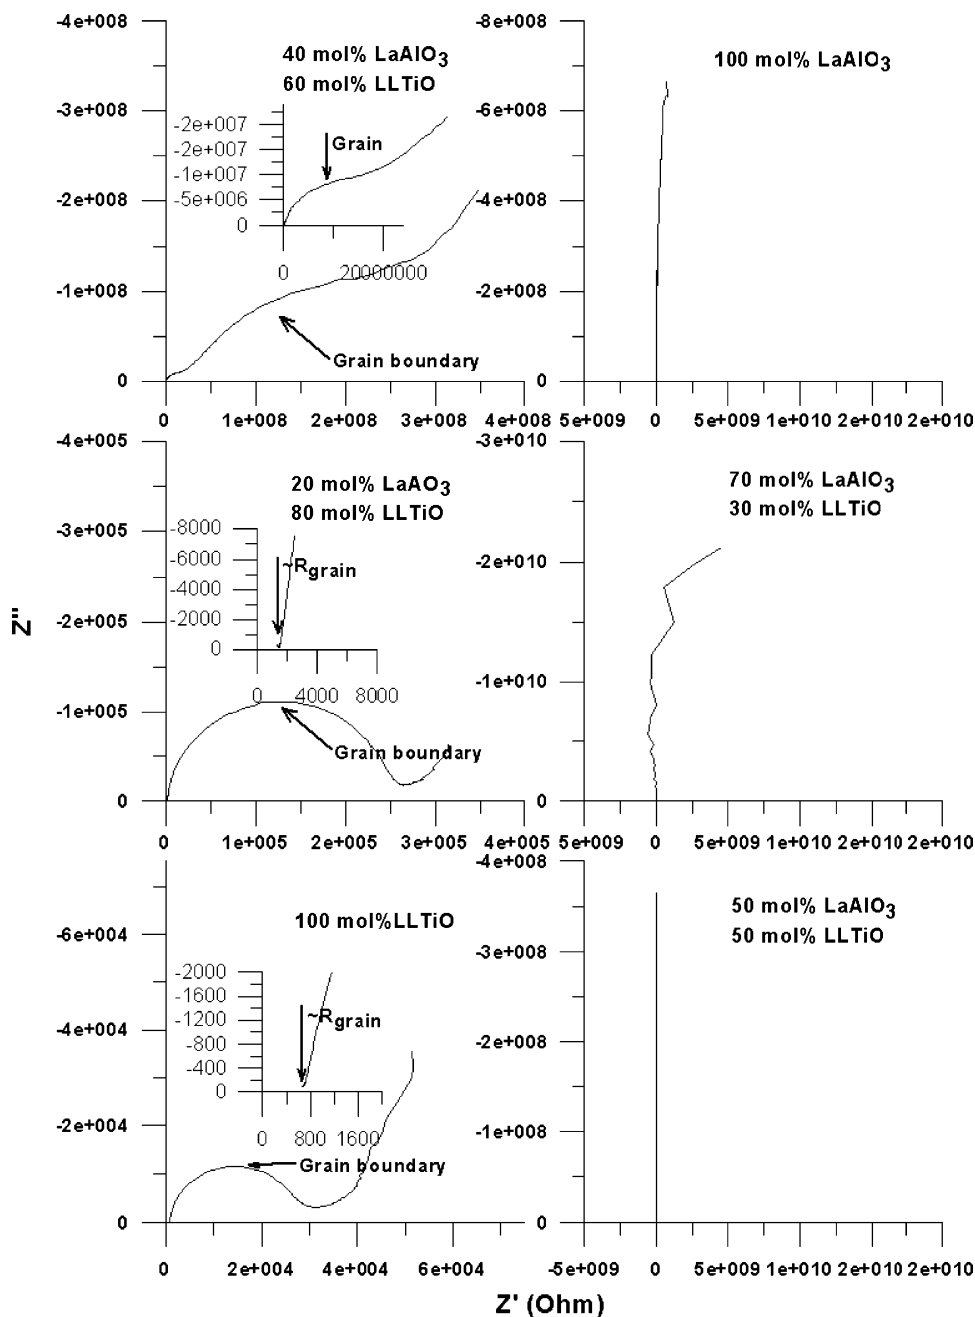 -4e+008
-3e+008
-2e+008
-1e+008
0
40 mol% LaAlO3
60 mol% LLTiO
-2e+007
-2e+007
-1e+007
-5e+006
0
Grain
0 20000000
Grain boundary
0 1e+008 2e+008 3e+008 4e+008
-8e+008
-6e+008
-4e+008
-2e+008
0
100 mol% LaAlO3
5e+009 0 5e+009 1e+010 2e+010 2e+010
-4e+005
-3e+005
-2e+005
-1e+005
0
20 mol% LaAO3
80 mol% LLTiO
-8000
-6000
-4000
-2000
0
~Rgrain
0 4000 8000
Grain boundary
0 1e+005 2e+005 3e+005 4e+005
-3e+010
-2e+010
-1e+010
0
70 mol% LaAlO3
30 mol% LLTiO
5e+009 0 5e+009 1e+010 2e+010 2e+010
-6e+004
-4e+004
-2e+004
0
100 mol%LLTiO
-2000
-1600
-1200
-800
-400
0
~Rgrain
0 800 1600
Grain boundary
0 2e+004 4e+004 6e+004
-4e+008
-3e+008
-2e+008
-1e+008
0
50 mol% LaAlO3
50 mol% LLTiO
-5e+009 0 5e+009 1e+010 2e+010 2e+010
Z"
Z' (Ohm)